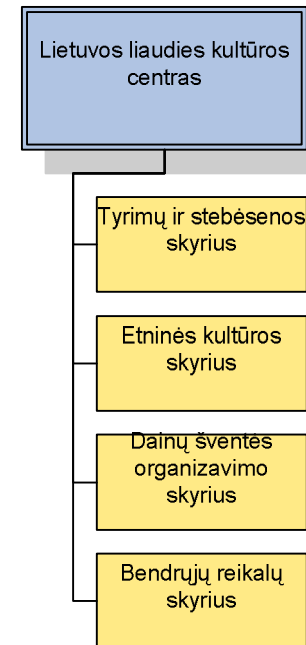 Lietuvos liaudies kultūros
centras
Tyrimų ir stebėsenos
skyrius
Etninės kultūros
skyrius
Dainų šventės
organizavimo
skyrius
Bendrųjų reikalų
skyrius